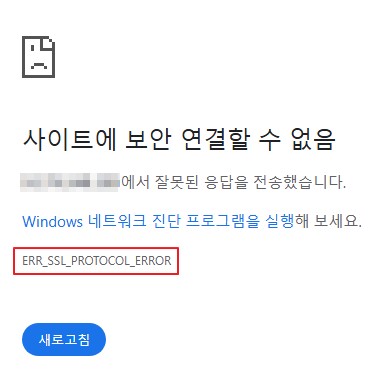 사이트에 보안 연결할 수 없음
에서 잘못된 응답을 전송했습니다.
Windows 네트워크 진단 프로그램을 실행해 보세요.
ERR_SSL_PROTOCOL_ERROR
새로고침